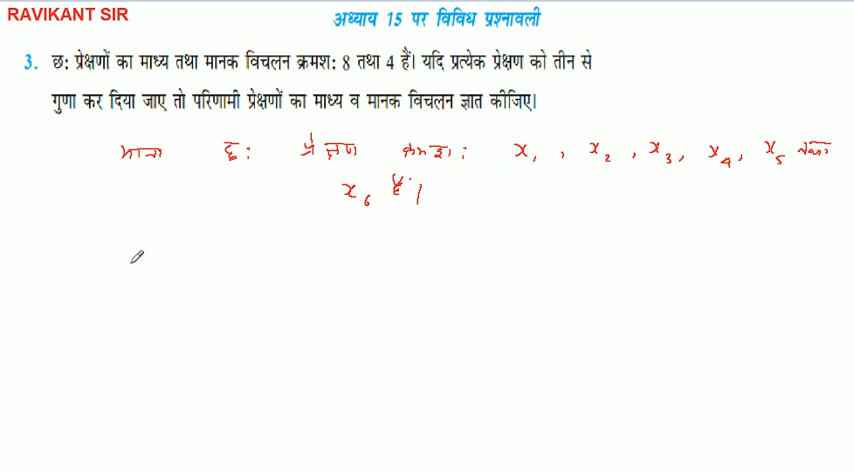 RAVIKANT SIR
अध्याय 15 पर विविध प्रश्नावली
3. छ: प्रेक्षणों का माध्य तथा मानक विचलन क्रमश: 8 तथा 4 हैं। यदि प्रत्येक प्रेक्षण को तीन से
गुणा कर दिया जाए तो परिणामी प्रेक्षणों का माध्य व मानक विचलन ज्ञात कीजिए।
माना छ: प्रेक्षण क्रमश: x₁, x₂, x₃, x₄, x₅ तथा
x₆ हैं।